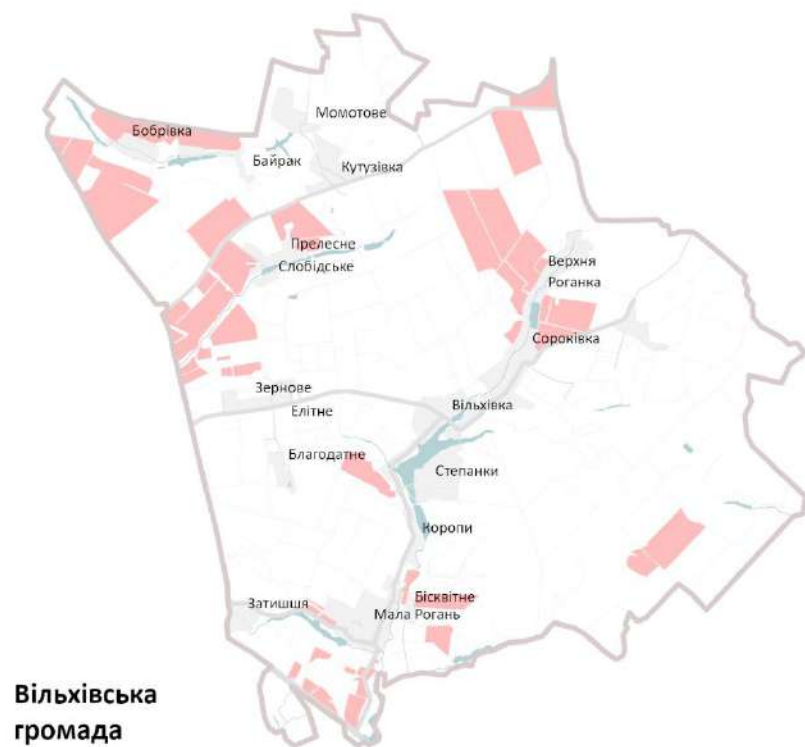 Момотове
Бобрівка
Байрак
Кутузівка
Прелесне
Слобідське
Верхня
Роганка
Сороківка
Зернове
Елітне
Вільхівка
Благодатне
Степанки
Коропи
Затишшя
Бісквітне
Мала Рогань
Вільхівська
громада